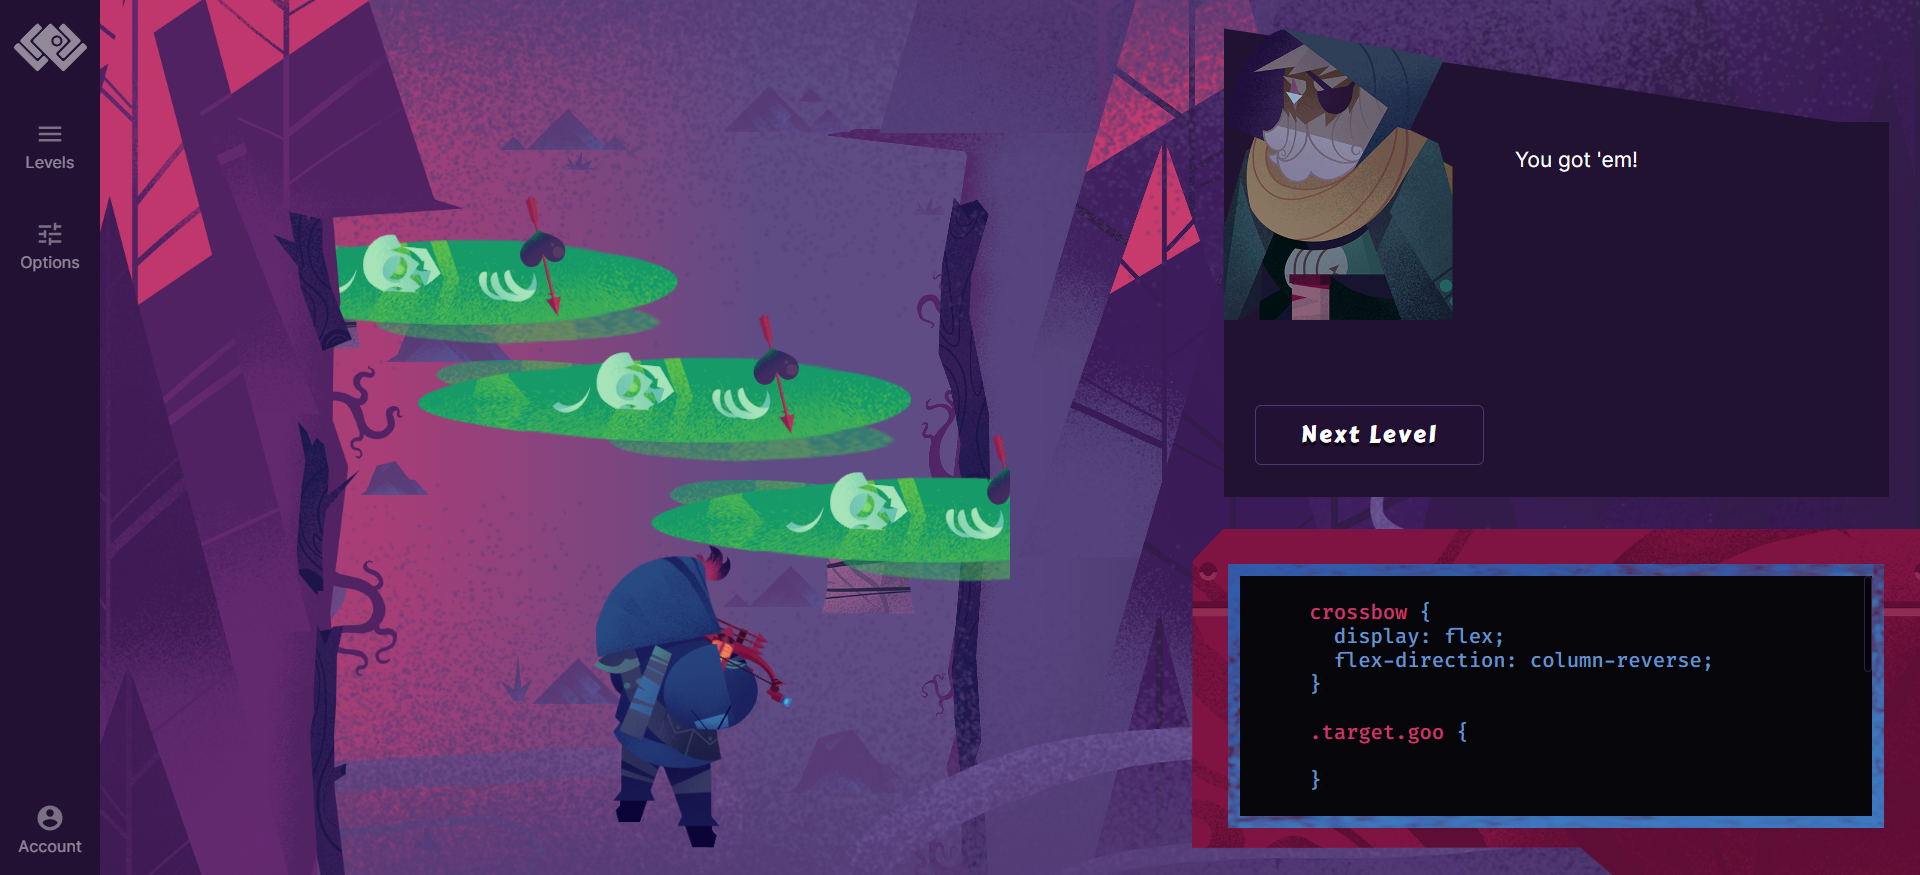 Levels
Options
Account
You got 'em!
Next Level
crossbow {
  display: flex;
  flex-direction: column-reverse;
}
.target.goo {
}